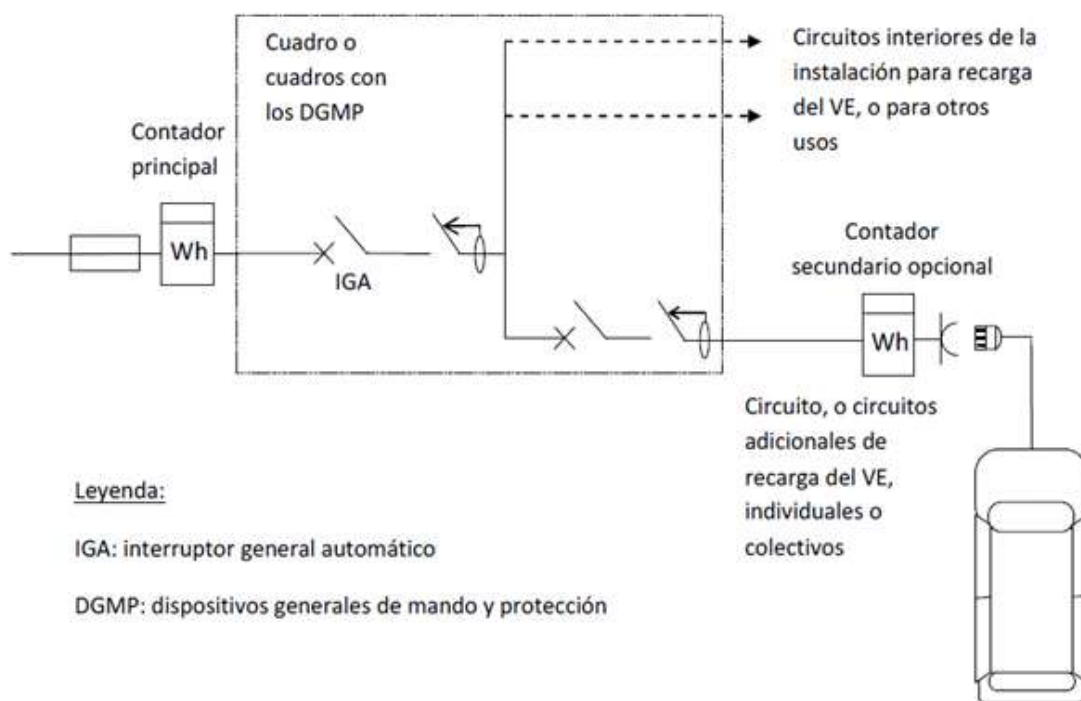 Cuadro o
cuadros con
los DGMP
Circuitos interiores de la
instalación para recarga
del VE, o para otros
usos
Contador
principal
Wh
IGA
Contador
secundario opcional
Wh
Circuito, o circuitos
adicionales de
recarga del VE,
individuales o
colectivos
Leyenda:
IGA: interruptor general automático
DGMP: dispositivos generales de mando y protección